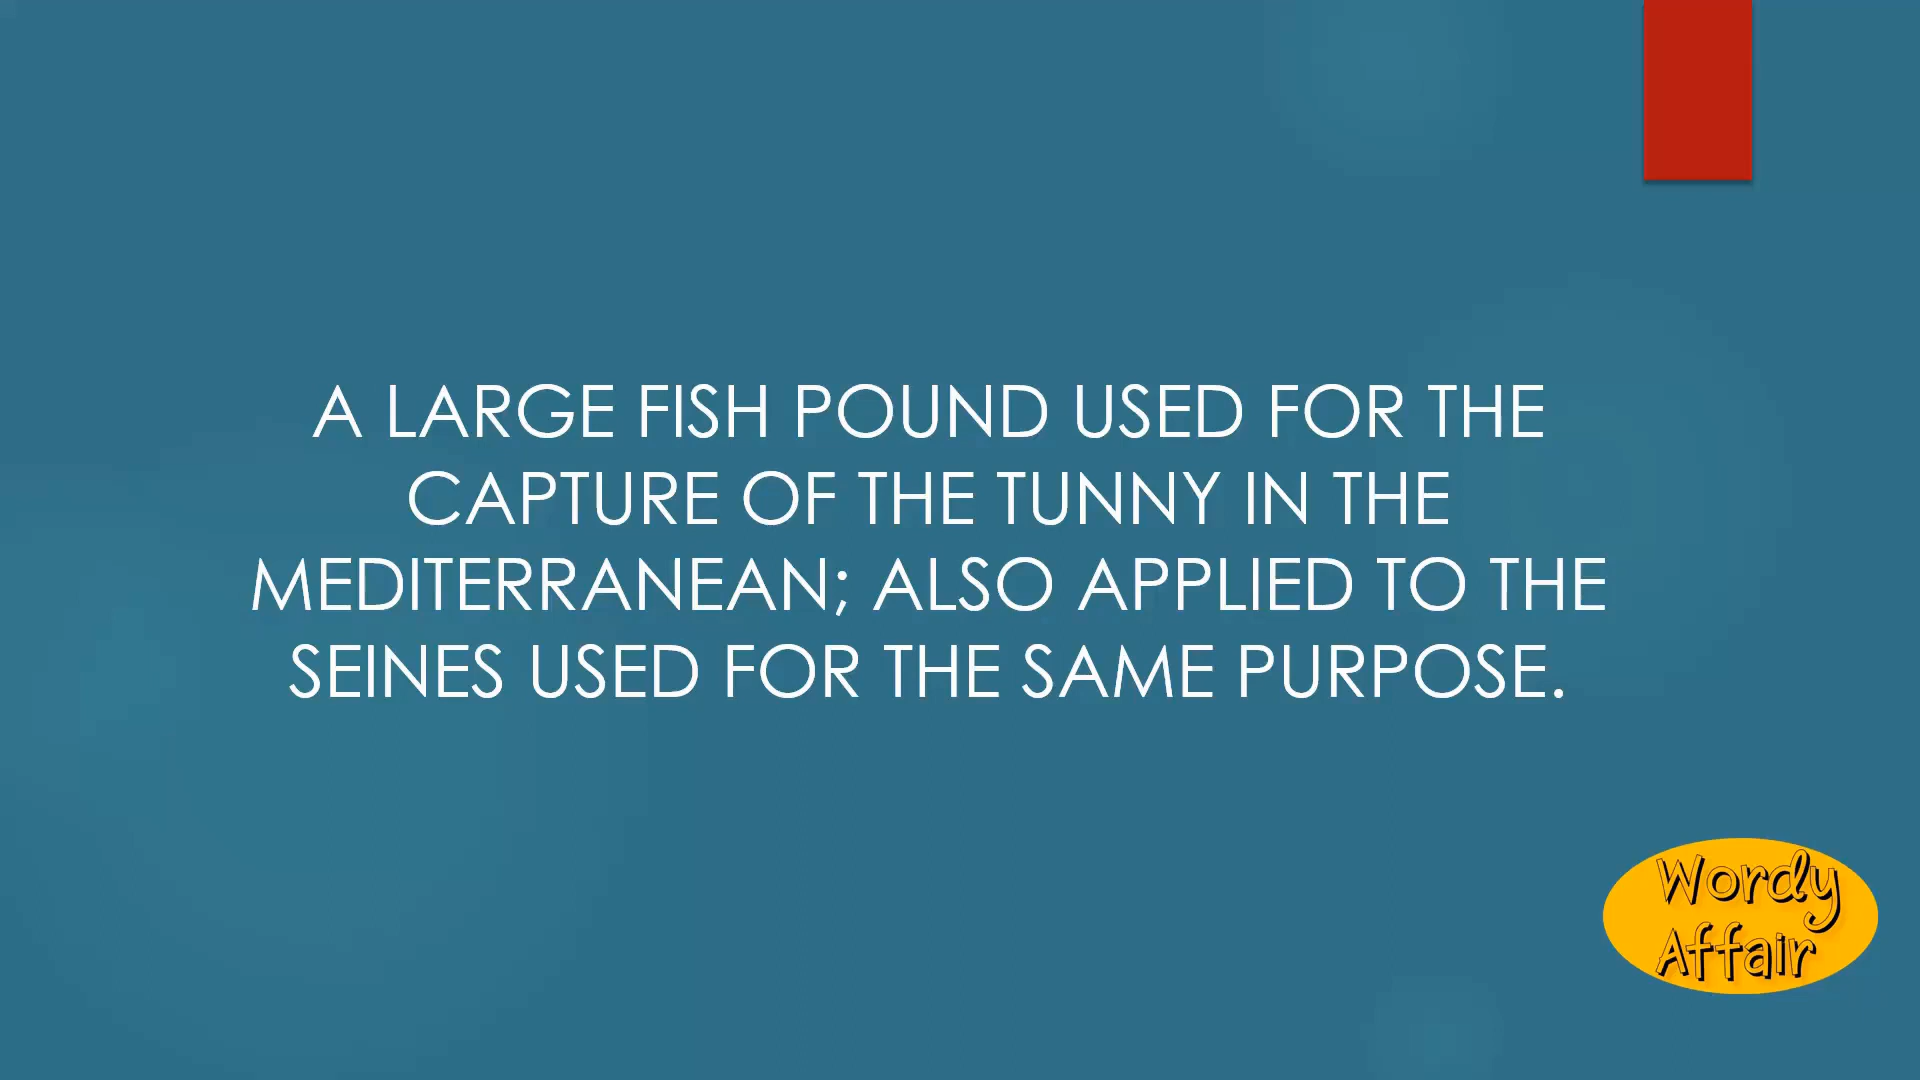 A LARGE FISH POUND USED FOR THE
CAPTURE OF THE TUNNY IN THE
MEDITERRANEAN; ALSO APPLIED TO THE
SEINES USED FOR THE SAME PURPOSE.
Wordy
Affair